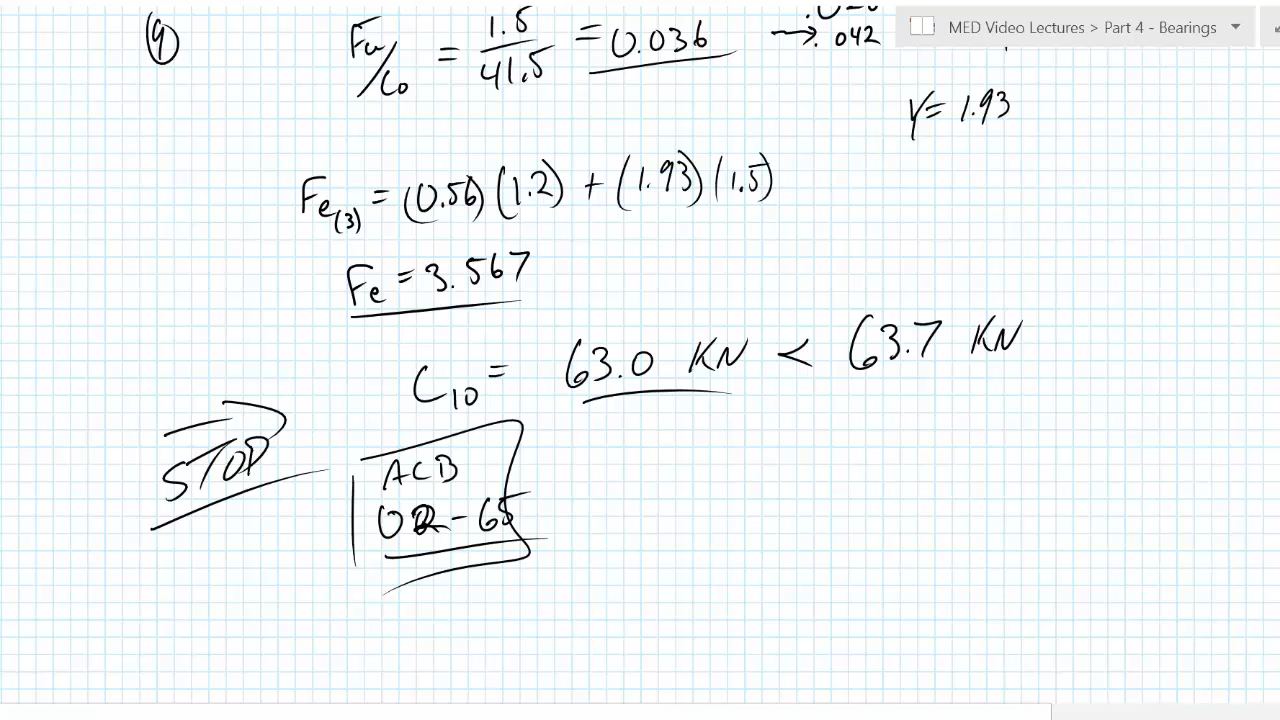 MED Video Lectures > Part 4 - Bearings
9 Fa/Co = 1.5/41.5 = 0.036 → .042
Y = 1.93
Fe(3) = (0.56)(1.2) + (1.93)(1.5)
Fe = 3.567
C10 = 63.0 KN < 63.7 KN
STOP
ACB
02-65